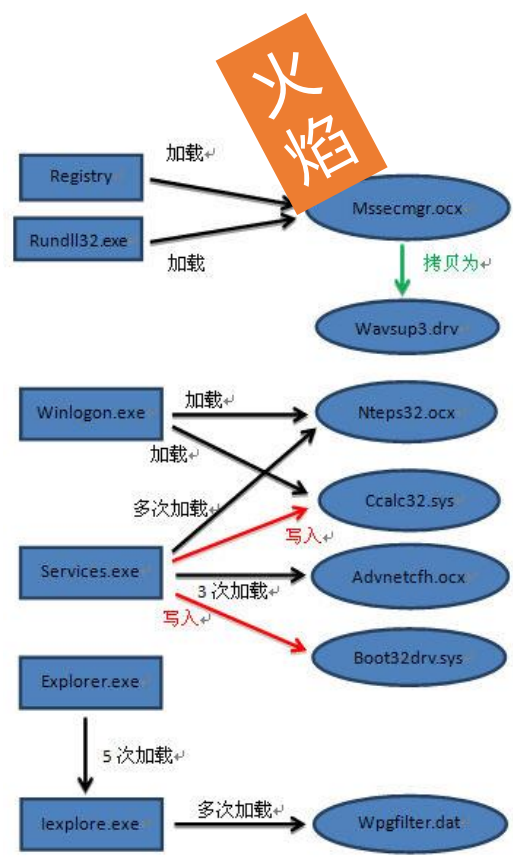 火
焰
加载
Registry
Mssecmgr.ocx
Rundll32.exe
加载
拷贝为
Wavsup3.drv
Winlogon.exe
加载
Nteps32.ocx
加载
Ccalc32.sys
多次加载
写入
Services.exe
3 次加载
Advnetcfh.ocx
写入
Boot32drv.sys
Explorer.exe
5 次加载
Iexplore.exe
多次加载
Wpgfilter.dat